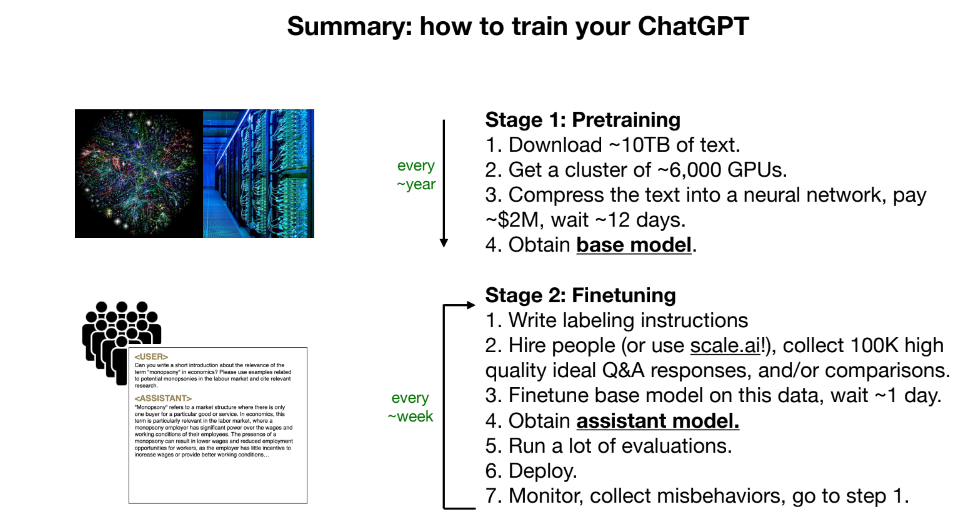 Summary: how to train your ChatGPT
every
~year
Stage 1: Pretraining
1. Download ~10TB of text.
2. Get a cluster of ~6,000 GPUs.
3. Compress the text into a neural network, pay
~$2M, wait ~12 days.
4. Obtain base model.
<USER>
Can you write a short introduction about the relevance of the
term "monopsony" in economics? Please use examples related
to potential monopsonies in the labour market and cite relevant
research.
<ASSISTANT>
"Monopsony" refers to a market structure where there is only
one buyer for a particular good or service. In economics, this
term is particularly relevant in the labor market, where a
monopsony employer has significant power over the wages and
working conditions of their employees. The presence of a
monopsony can result in lower wages and reduced employment
opportunities for workers, as the employer has little incentive to
increase wages or provide better working conditions...
every
~week
Stage 2: Finetuning
1. Write labeling instructions
2. Hire people (or use scale.ai!), collect 100K high
quality ideal Q&A responses, and/or comparisons.
3. Finetune base model on this data, wait ~1 day.
4. Obtain assistant model.
5. Run a lot of evaluations.
6. Deploy.
7. Monitor, collect misbehaviors, go to step 1.